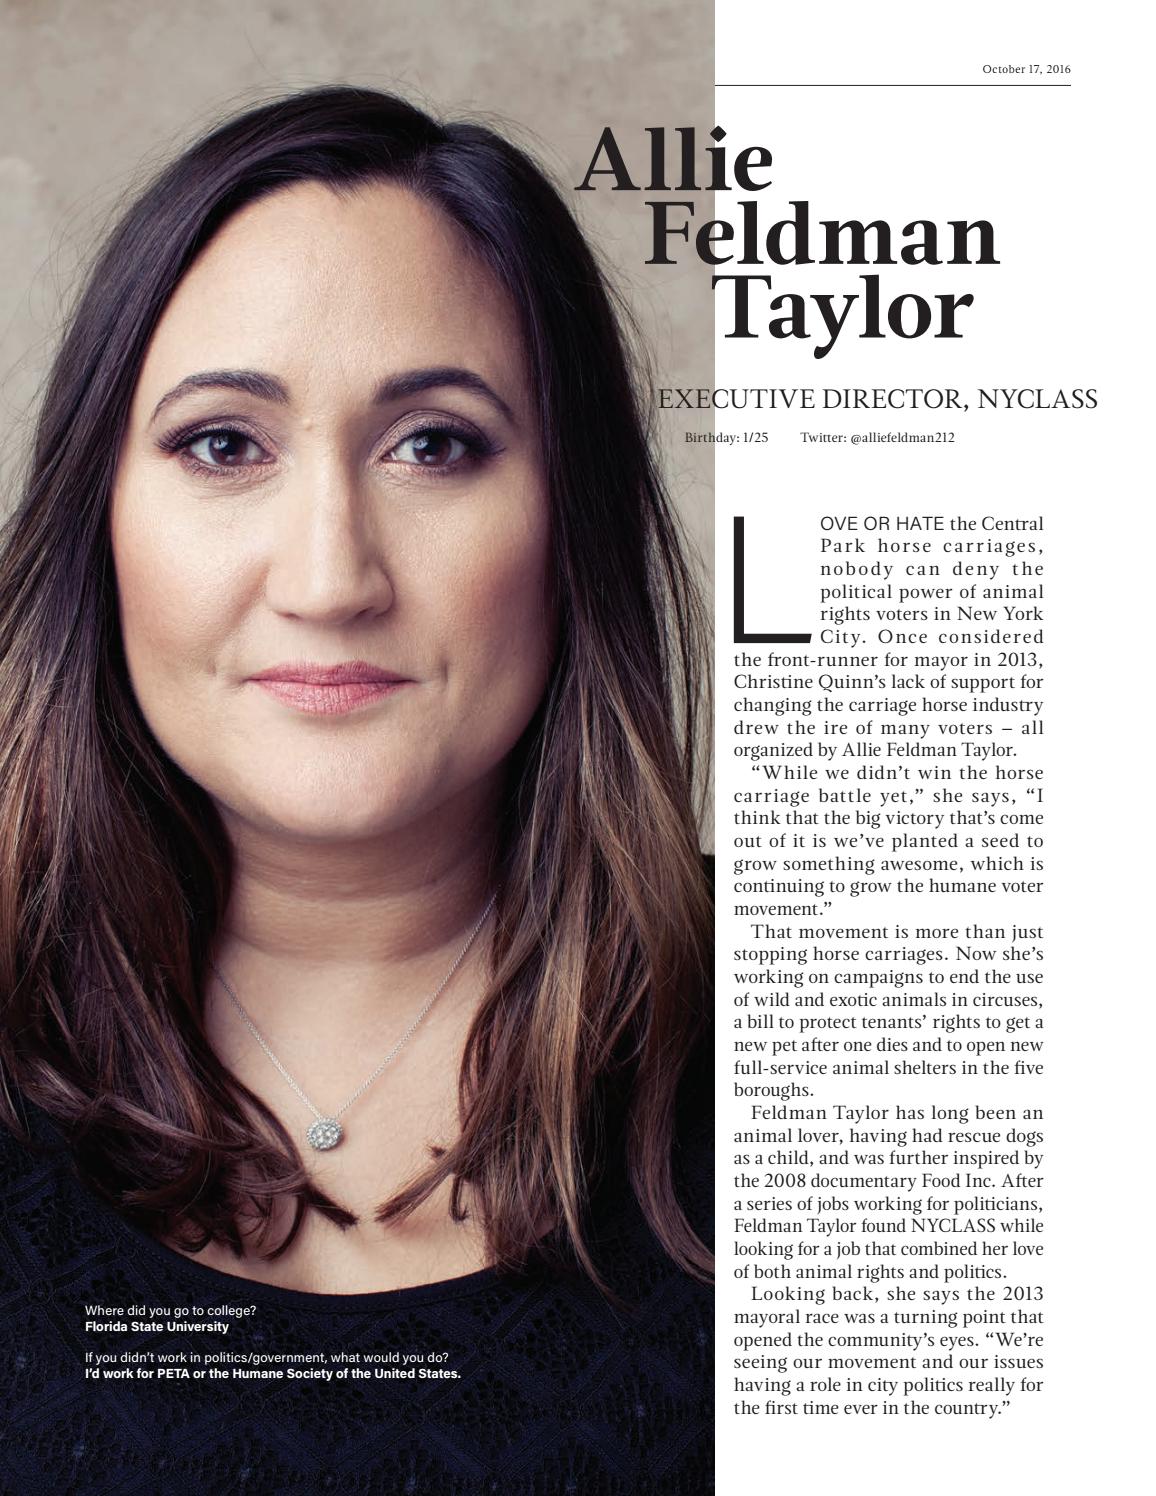 October 17, 2016
Allie
Feldman
Taylor
EXECUTIVE DIRECTOR, NYCLASS
Birthday: 1/25 Twitter: @alliefeldman212
LOVE OR HATE the Central
Park horse carriages,
nobody can deny the
political power of animal
rights voters in New York
City. Once considered
the front-runner for mayor in 2013,
Christine Quinn’s lack of support for
changing the carriage horse industry
drew the ire of many voters – all
organized by Allie Feldman Taylor.
“While we didn’t win the horse
carriage battle yet,” she says, “I
think that the big victory that’s come
out of it is we’ve planted a seed to
grow something awesome, which is
continuing to grow the humane voter
movement.”
That movement is more than just
stopping horse carriages. Now she’s
working on campaigns to end the use
of wild and exotic animals in circuses,
a bill to protect tenants’ rights to get a
new pet after one dies and to open new
full-service animal shelters in the five
boroughs.
Feldman Taylor has long been an
animal lover, having had rescue dogs
as a child, and was further inspired by
the 2008 documentary Food Inc. After
a series of jobs working for politicians,
Feldman Taylor found NYCLASS while
looking for a job that combined her love
of both animal rights and politics.
Looking back, she says the 2013
mayoral race was a turning point that
opened the community’s eyes. “We’re
seeing our movement and our issues
having a role in city politics really for
the first time ever in the country.”
Where did you go to college?
Florida State University
If you didn’t work in politics/government, what would you do?
I’d work for PETA or the Humane Society of the United States.